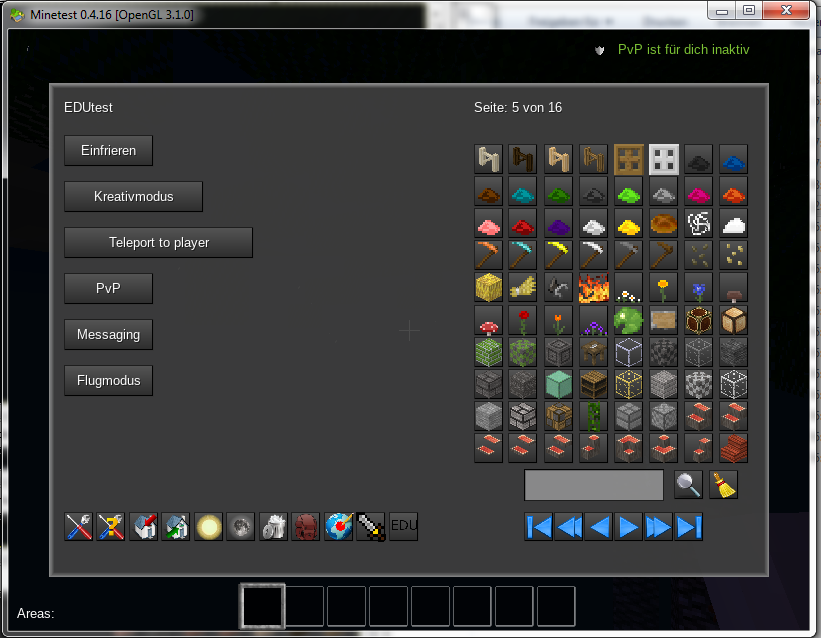 Minetest 0.4.16 [OpenGL 3.1.0]
PvP ist für dich inaktiv
EDUtest
Seite: 5 von 16
Einfrieren
Kreativmodus
Teleport to player
PvP
Messaging
Flugmodus
EDU
Areas: